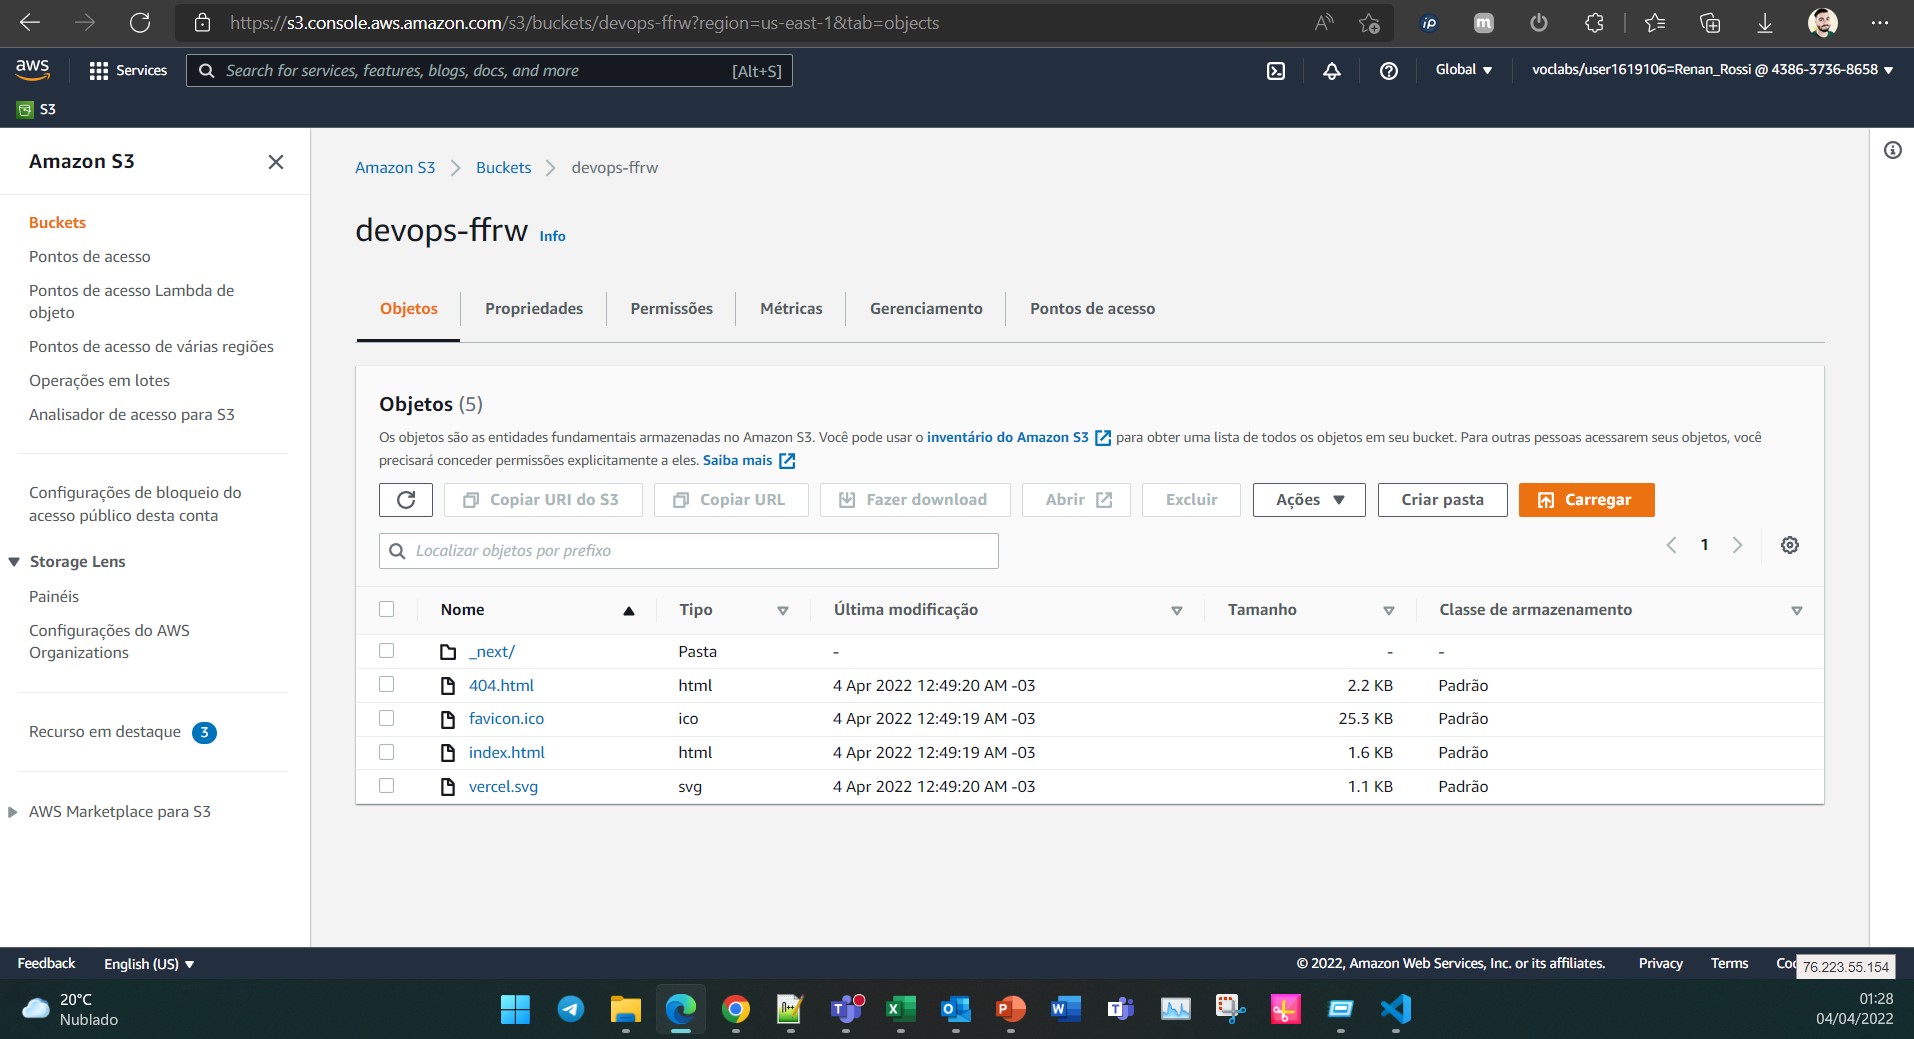 https://s3.console.aws.amazon.com/s3/buckets/devops-ffrw?region=us-east-1&tab=objects
aws
Services
Search for services, features, blogs, docs, and more
[Alt+S]
Global
voclabs/user1619106=Renan_Rossi @ 4386-3736-8658
S3
Amazon S3
Buckets
Pontos de acesso
Pontos de acesso Lambda de
objeto
Pontos de acesso de várias regiões
Operações em lotes
Analisador de acesso para S3
Configurações de bloqueio do
acesso público desta conta
Storage Lens
Painéis
Configurações do AWS
Organizations
Recurso em destaque 3
AWS Marketplace para S3
Amazon S3 > Buckets > devops-ffrw
devops-ffrw Info
Objetos Propriedades Permissões Métricas Gerenciamento Pontos de acesso
Objetos (5)
Os objetos são as entidades fundamentais armazenadas no Amazon S3. Você pode usar o inventário do Amazon S3 para obter uma lista de todos os objetos em seu bucket. Para outras pessoas acessarem seus objetos, você
precisará conceder permissões explicitamente a eles. Saiba mais
Copiar URI do S3 Copiar URL Fazer download Abrir Excluir Ações Criar pasta Carregar
Localizar objetos por prefixo
1
Nome Tipo Última modificação Tamanho Classe de armazenamento
_next/ Pasta - - -
404.html html 4 Apr 2022 12:49:20 AM -03 2.2 KB Padrão
favicon.ico ico 4 Apr 2022 12:49:19 AM -03 25.3 KB Padrão
index.html html 4 Apr 2022 12:49:19 AM -03 1.6 KB Padrão
vercel.svg svg 4 Apr 2022 12:49:20 AM -03 1.1 KB Padrão
Feedback English (US)
© 2022, Amazon Web Services, Inc. or its affiliates. Privacy Terms
76.223.55.154
20°C
Nublado
01:28
04/04/2022